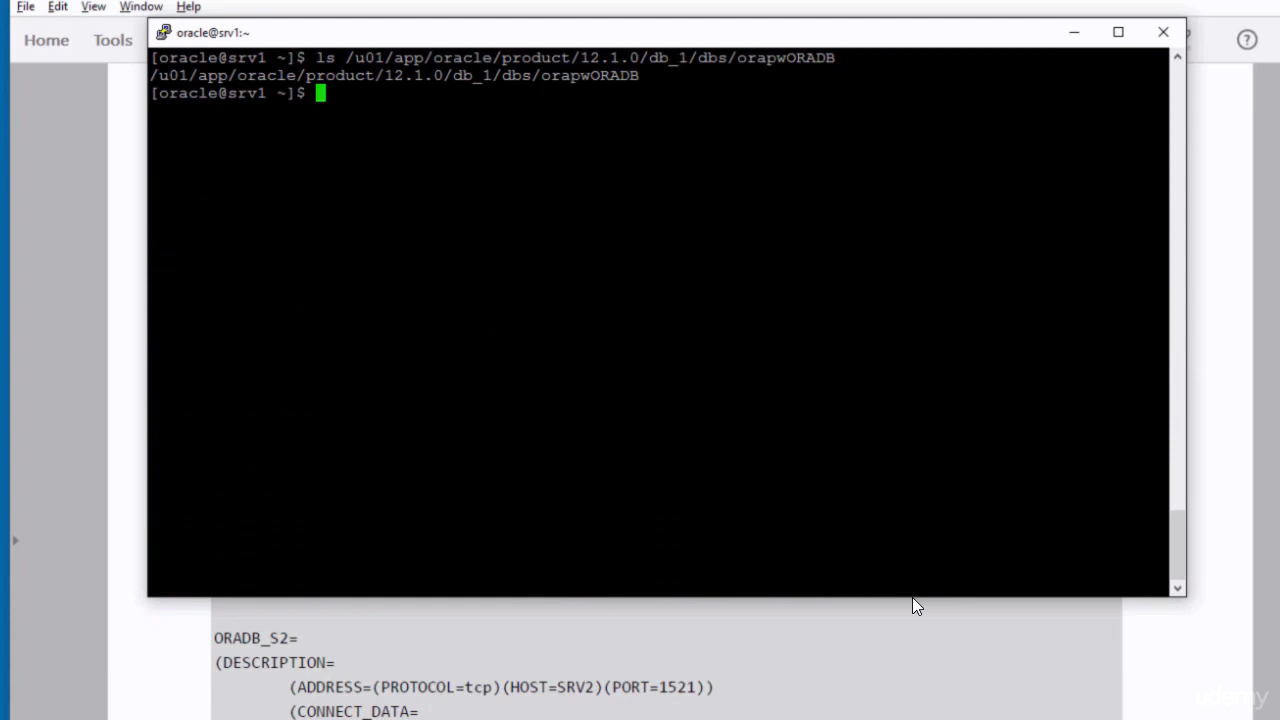 File Edit View Window Help
oracle@srv1:~
Home Tools
[oracle@srv1 ~]$ ls /u01/app/oracle/product/12.1.0/db_1/dbs/orapwORADB
/u01/app/oracle/product/12.1.0/db_1/dbs/orapwORADB
[oracle@srv1 ~]$
ORADB_S2=
(DESCRIPTION=
(ADDRESS=(PROTOCOL=tcp)(HOST=SRV2)(PORT=1521))
(CONNECT_DATA=
udemy